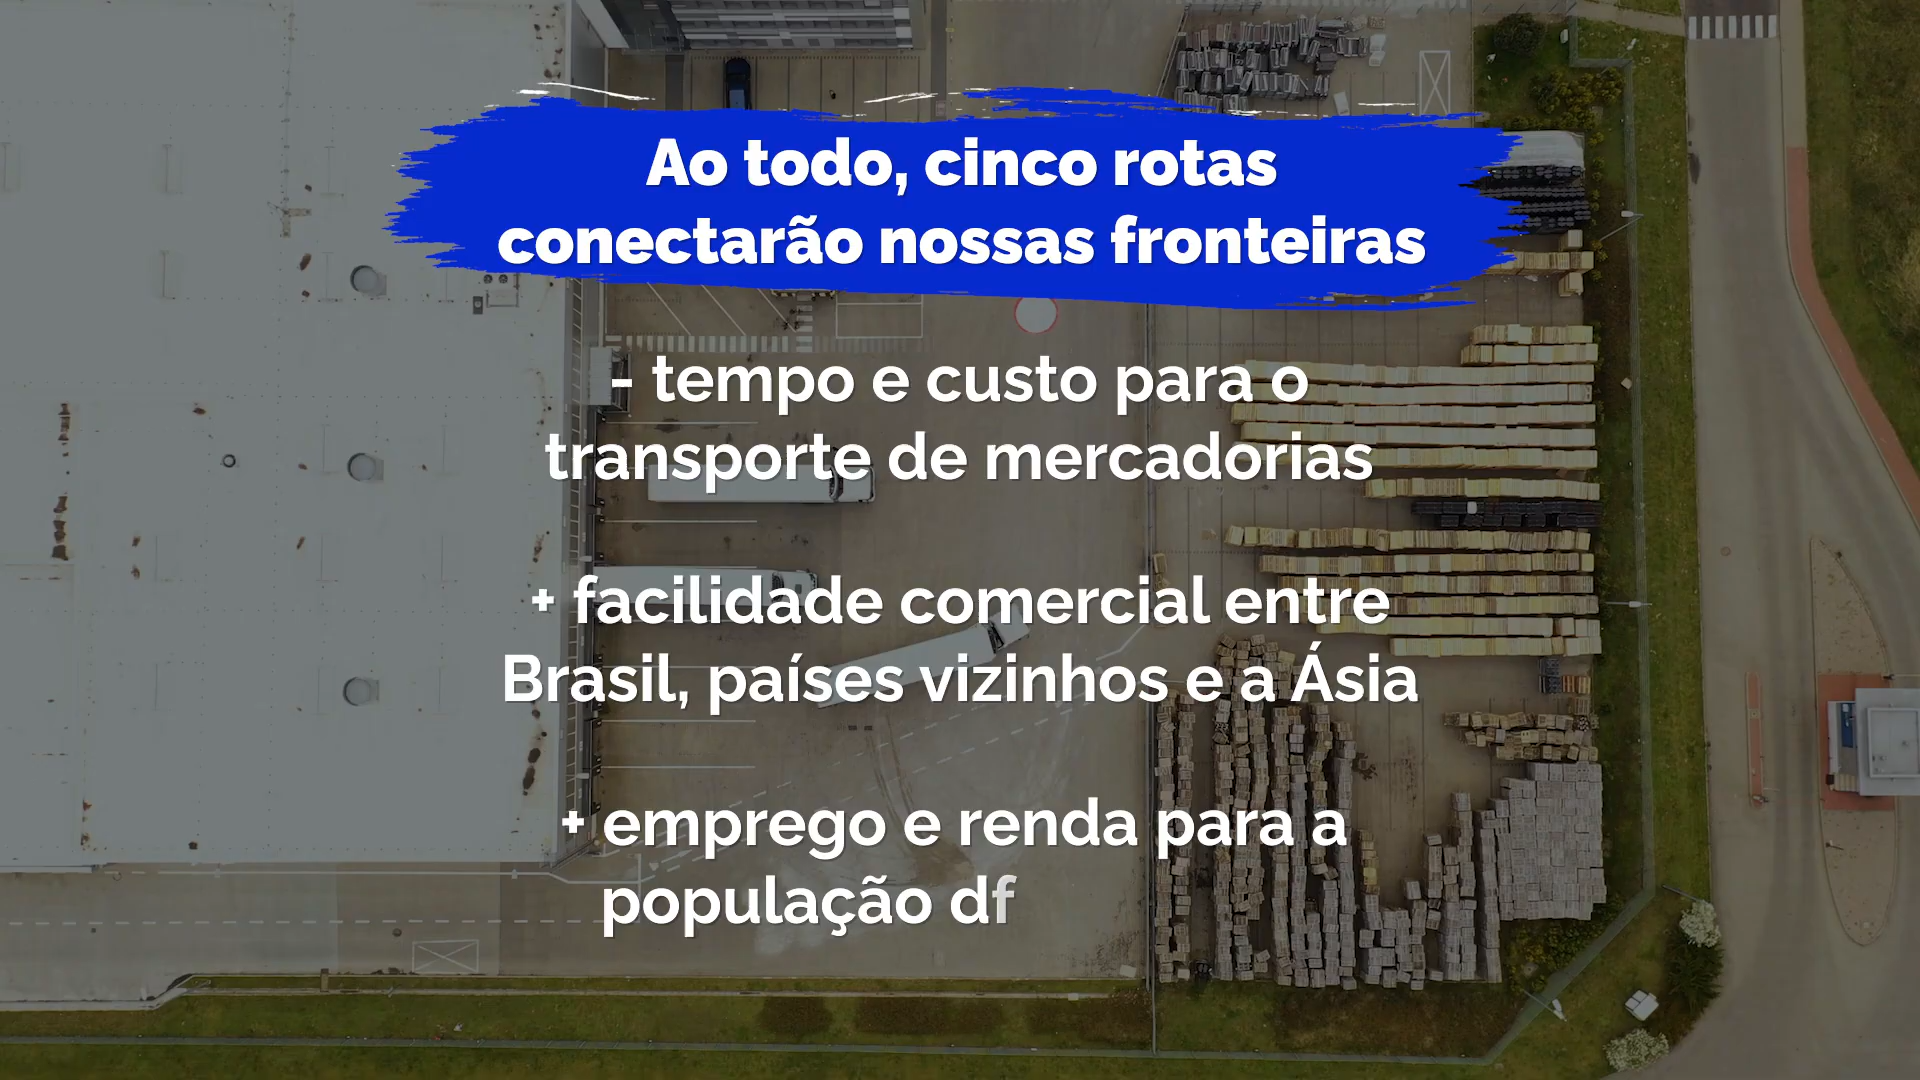 Ao todo, cinco rotas
conectarão nossas fronteiras
- tempo e custo para o
transporte de mercadorias
+ facilidade comercial entre
Brasil, países vizinhos e a Ásia
+ emprego e renda para a
população df